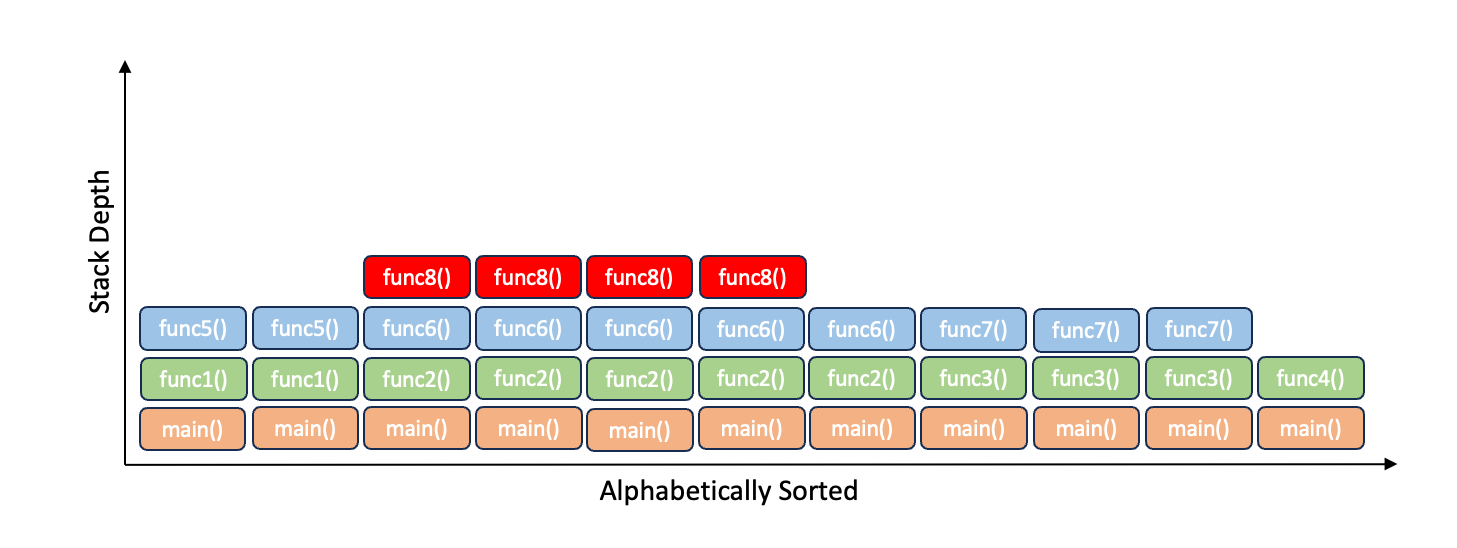 Stack Depth
func8() func8() func8() func8()
func5() func5() func6() func6() func6() func6() func6() func7() func7() func7()
func1() func1() func2() func2() func2() func2() func2() func3() func3() func3() func4()
main() main() main() main() main() main() main() main() main() main() main()
Alphabetically Sorted